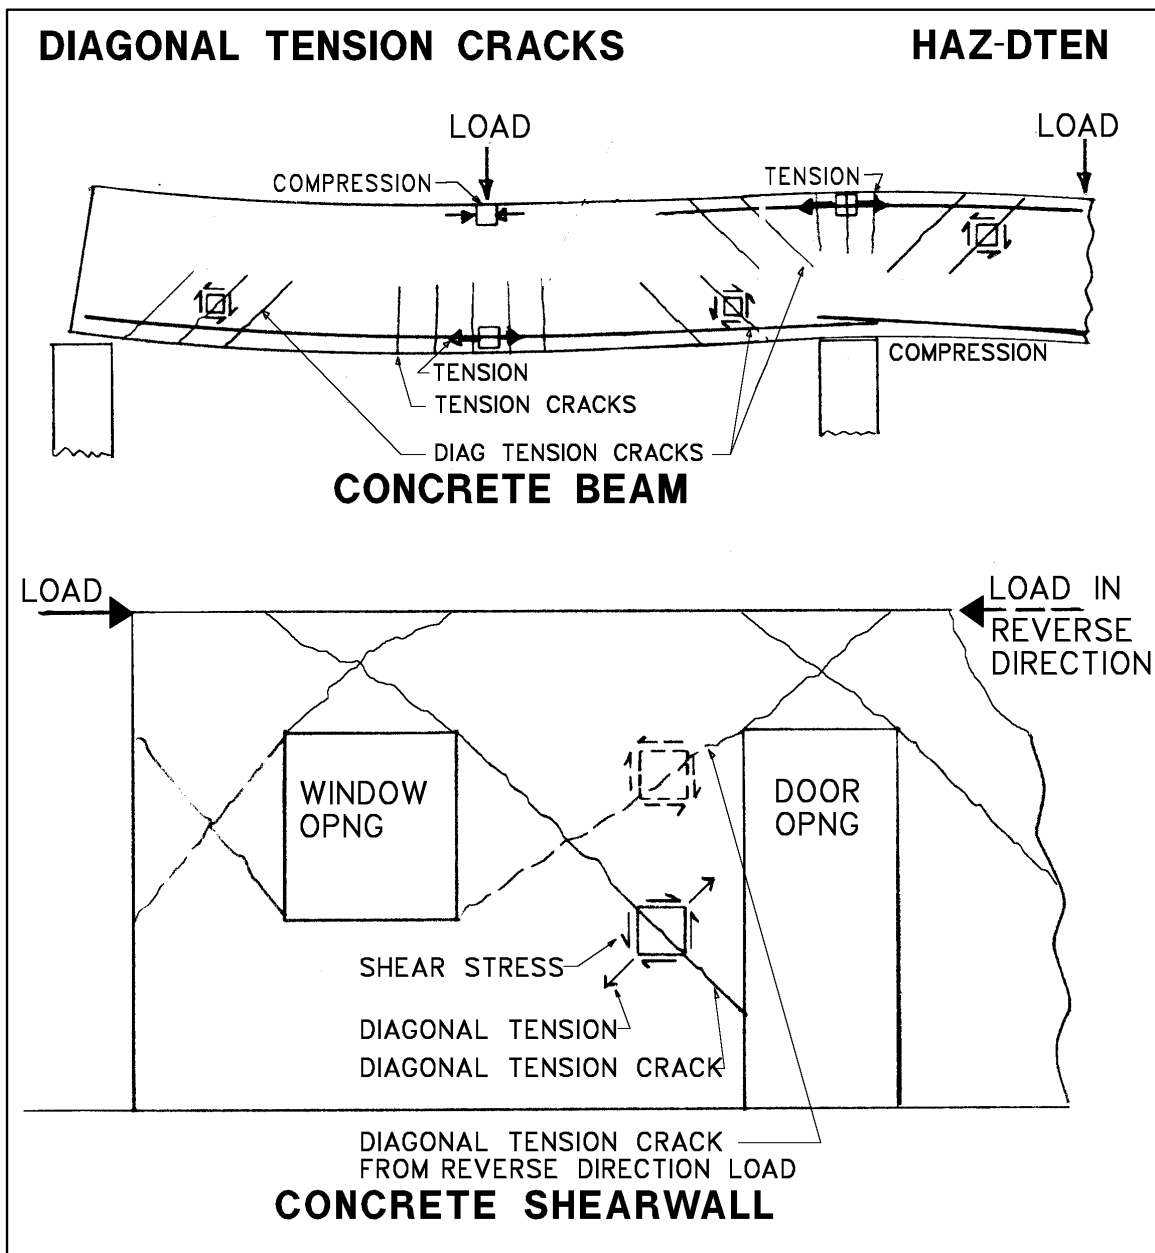 DIAGONAL TENSION CRACKS
HAZ-DTEN
LOAD
LOAD
COMPRESSION
TENSION
COMPRESSION
TENSION
TENSION CRACKS
DIAG TENSION CRACKS
CONCRETE BEAM
LOAD
LOAD IN
REVERSE
DIRECTION
WINDOW
OPNG
DOOR
OPNG
SHEAR STRESS
DIAGONAL TENSION
DIAGONAL TENSION CRACK
DIAGONAL TENSION CRACK
FROM REVERSE DIRECTION LOAD
CONCRETE SHEARWALL